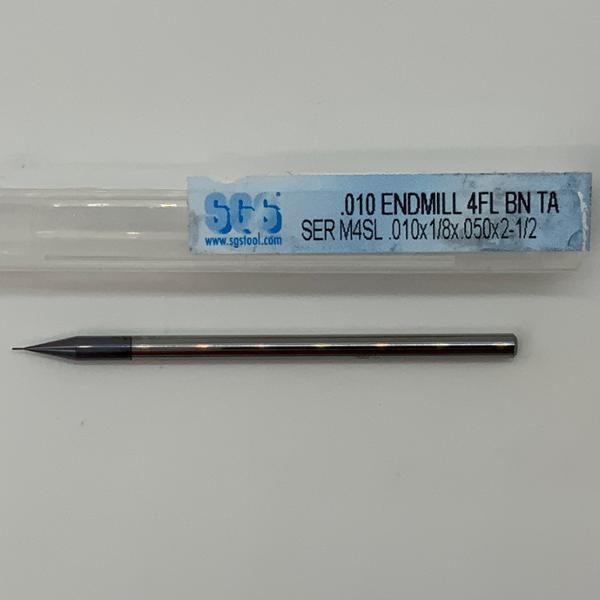 SGS
www.sgstool.com
.010 ENDMILL 4FL BN TA
SER M4SL .010x1/8x.050x2-1/2